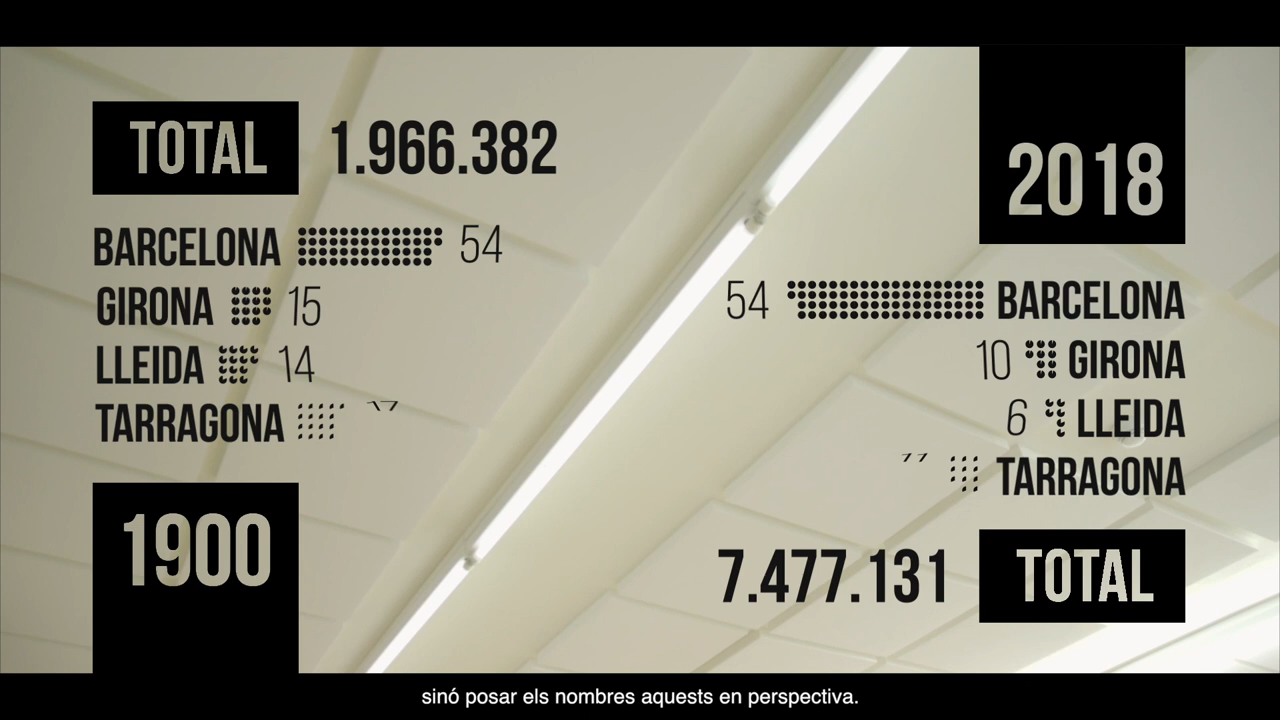 TOTAL 1.966.382
BARCELONA 54
GIRONA 15
LLEIDA 14
TARRAGONA
1900
2018
54 BARCELONA
10 GIRONA
6 LLEIDA
TARRAGONA
7.477.131 TOTAL
sinó posar els nombres aquests en perspectiva.